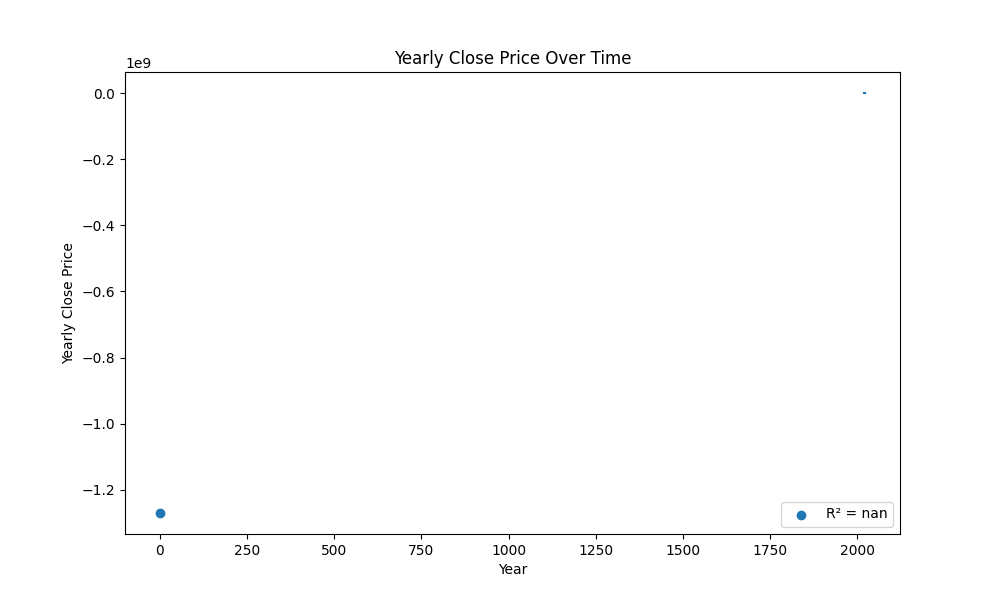 Yearly Close Price Over Time
1e9
0.0
−0.2
−0.4
−0.6
−0.8
−1.0
−1.2
Yearly Close Price
R² = nan
0 250 500 750 1000 1250 1500 1750 2000
Year